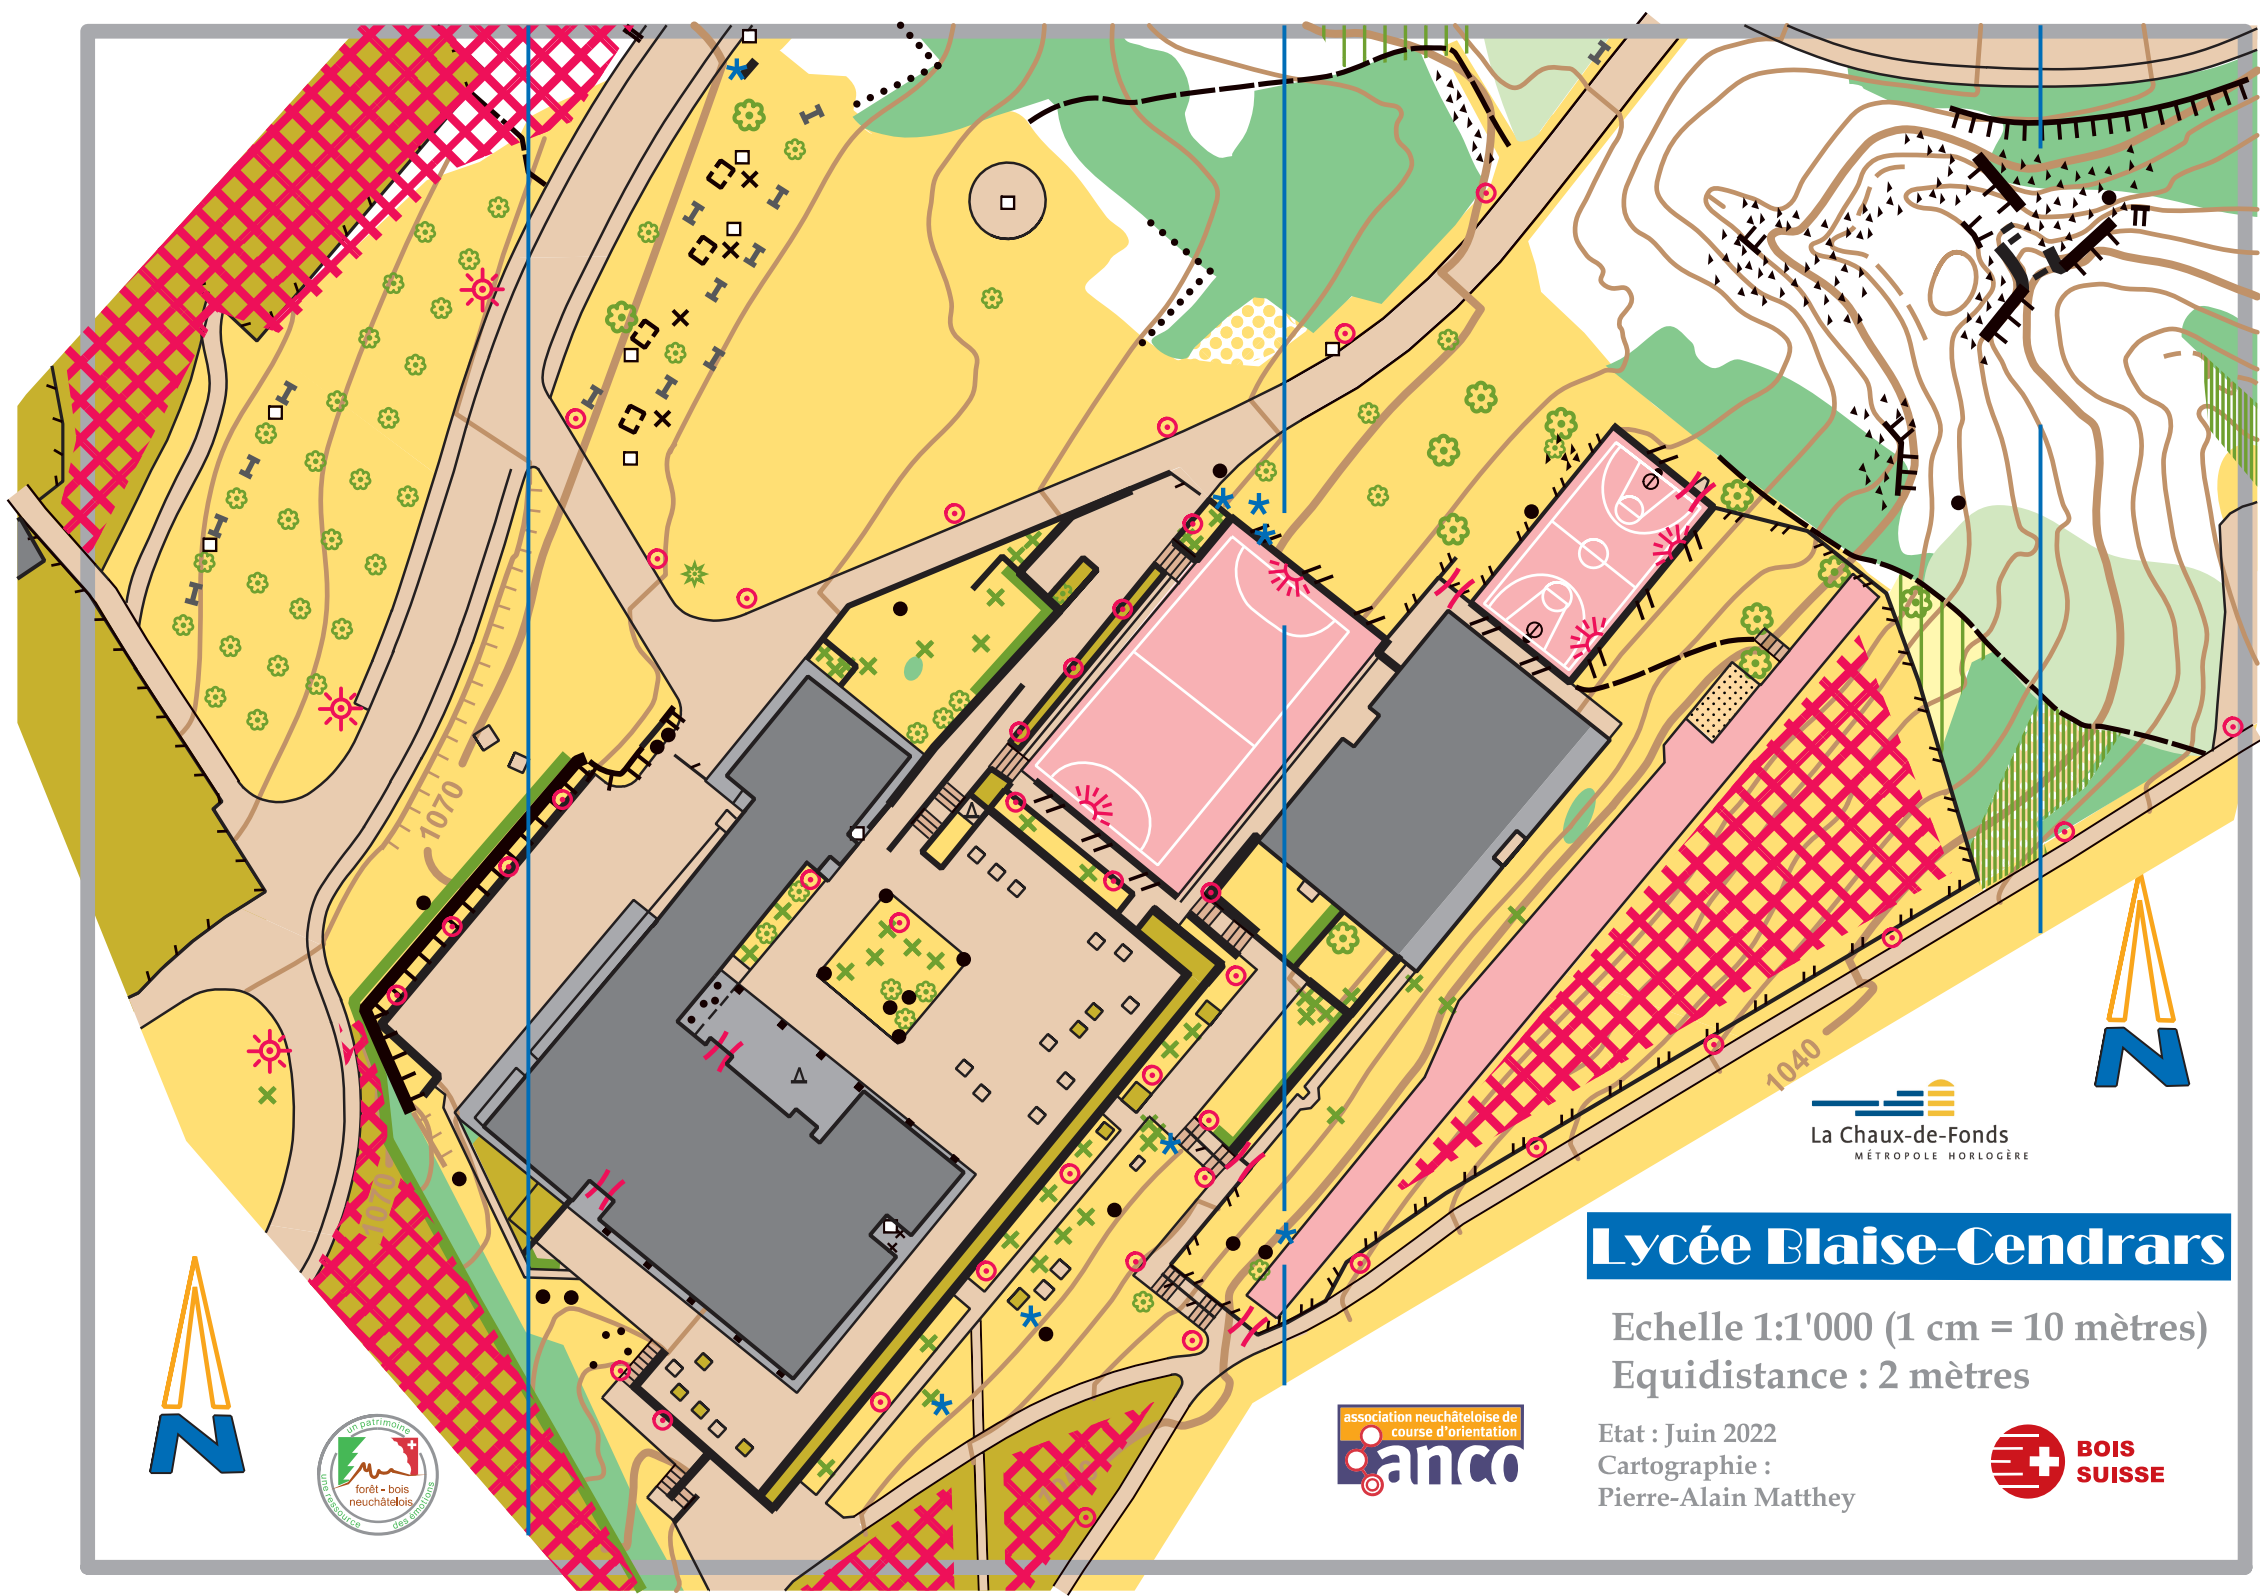 1070
1070
1040
La Chaux-de-Fonds
MÉTROPOLE HORLOGÈRE
Lycée Blaise-Cendrars
Echelle 1:1'000 (1 cm = 10 mètres)
Equidistance : 2 mètres
Etat : Juin 2022
Cartographie :
Pierre-Alain Matthey
association neuchâteloise de
course d'orientation
anco
BOIS
SUISSE
un patrimoine
une ressource
des émotions
forêt - bois
neuchâtelois
N
N